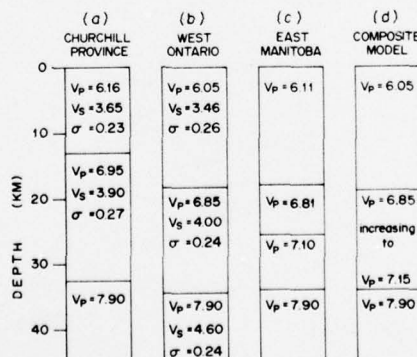 (a)
CHURCHILL
PROVINCE
(b)
WEST
ONTARIO
(c)
EAST
MANITOBA
(d)
COMPOSITE
MODEL
DEPTH (KM)
0
10
20
30
40
VP = 6.16
VS = 3.65
σ = 0.23
VP = 6.95
VS = 3.90
σ = 0.27
VP = 7.90
VP = 6.05
VS = 3.46
σ = 0.26
VP = 6.85
VS = 4.00
σ = 0.24
VP = 7.90
VS = 4.60
σ = 0.24
VP = 6.11
VP = 6.81
VP = 7.10
VP = 7.90
VP = 6.05
VP = 6.85
increasing
to
VP = 7.15
VP = 7.90